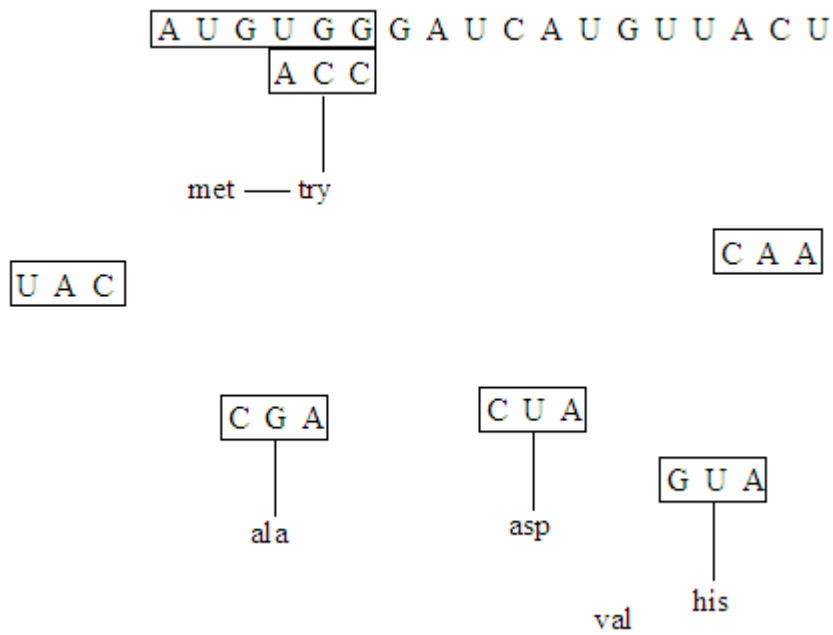 A U G U G G G A U C A U G U U A C U
A C C
met try
C A A
U A C
C G A
C U A
G U A
ala
asp
his
val